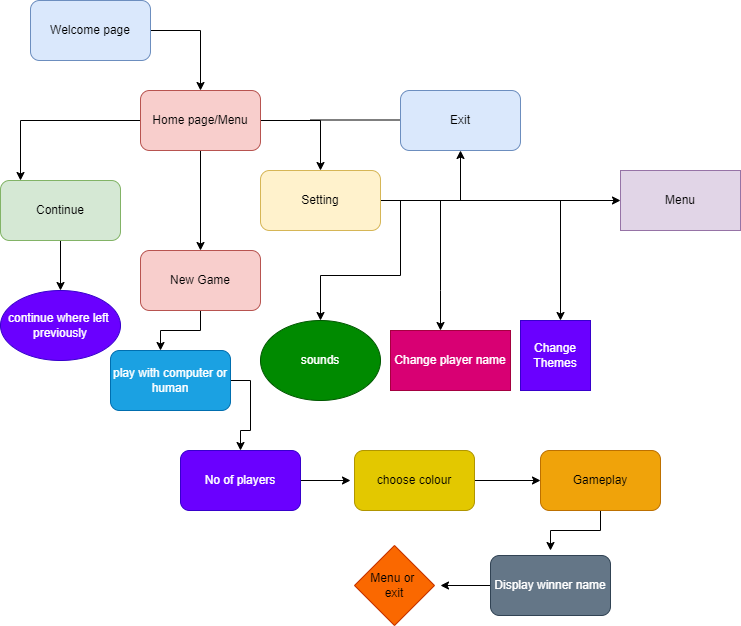 Welcome page
Home page/Menu
Exit
Continue
Setting
Menu
New Game
continue where left
previously
sounds
Change player name
Change
Themes
play with computer or
human
No of players
choose colour
Gameplay
Menu or
exit
Display winner name